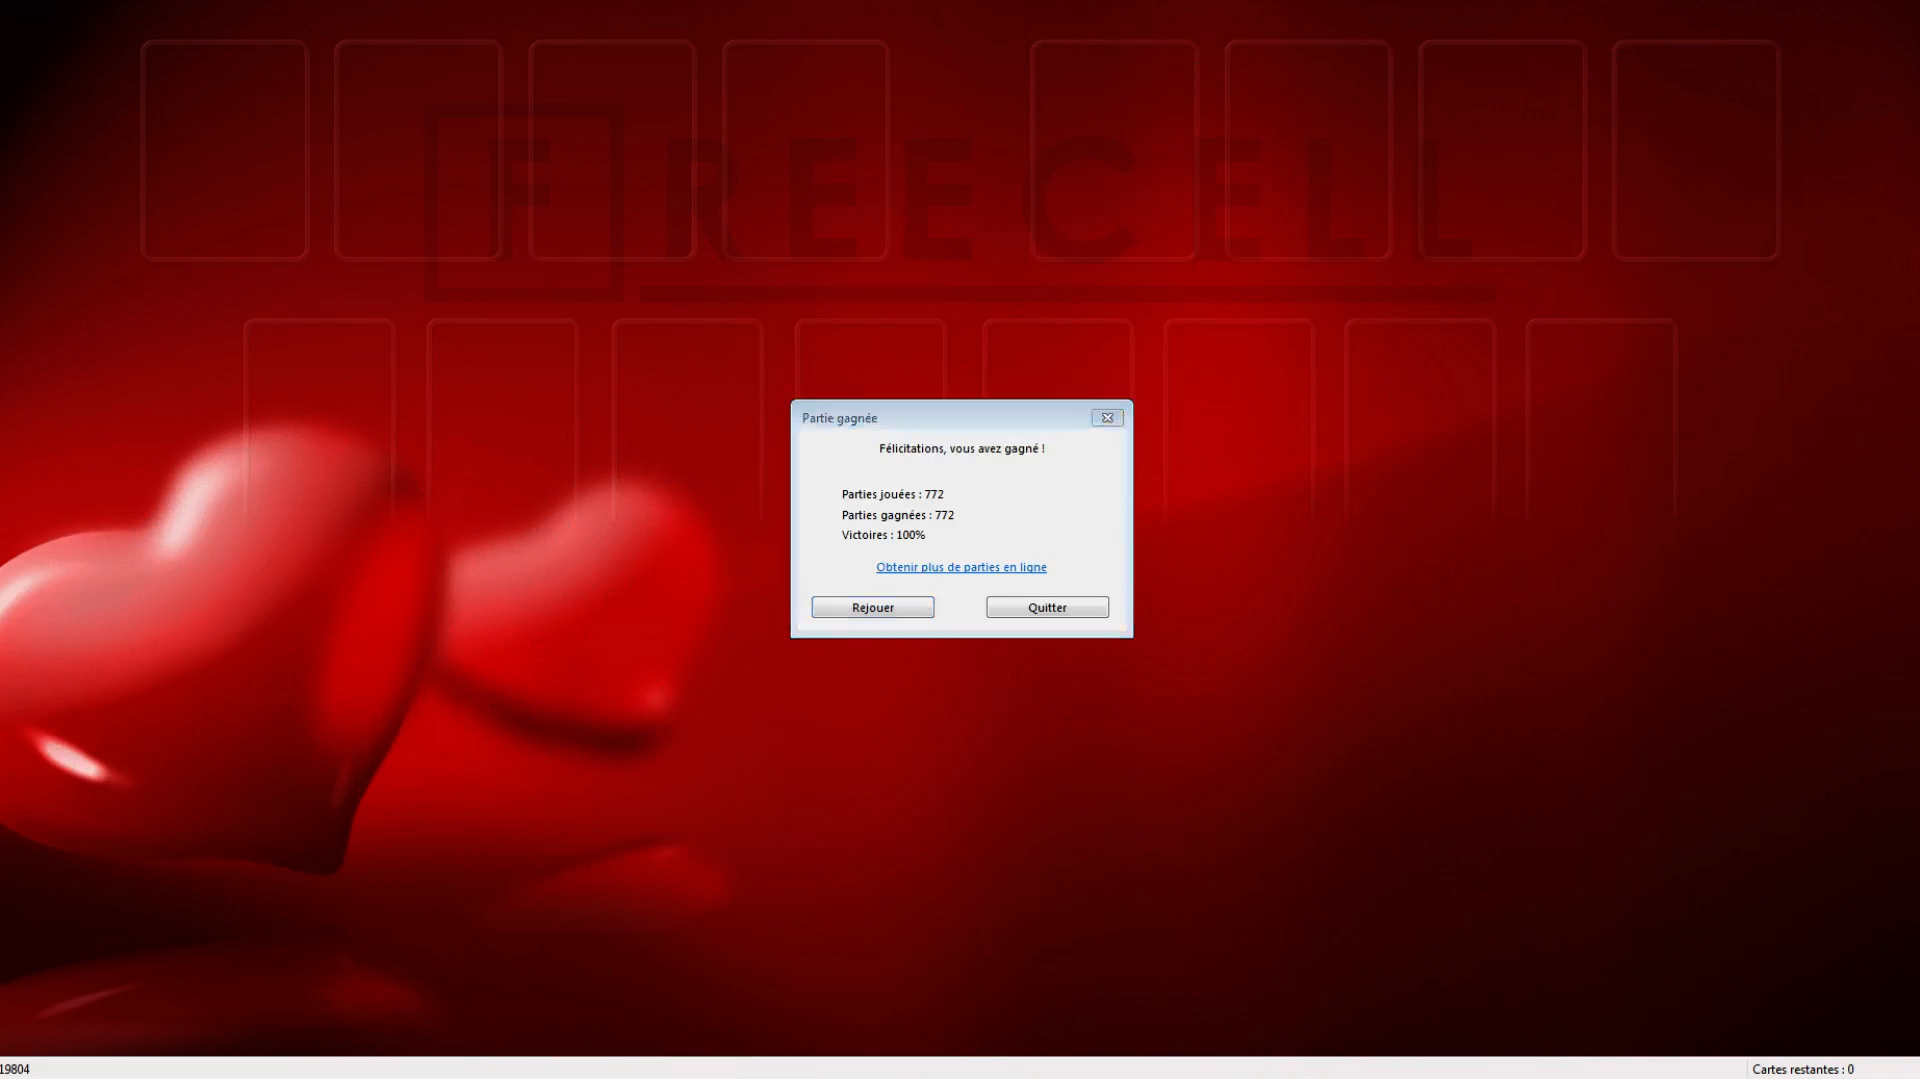 FREECELL
Partie gagnée
Félicitations, vous avez gagné !
Parties jouées : 772
Parties gagnées : 772
Victoires : 100%
Obtenir plus de parties en ligne
Rejouer
Quitter
19804
Cartes restantes : 0